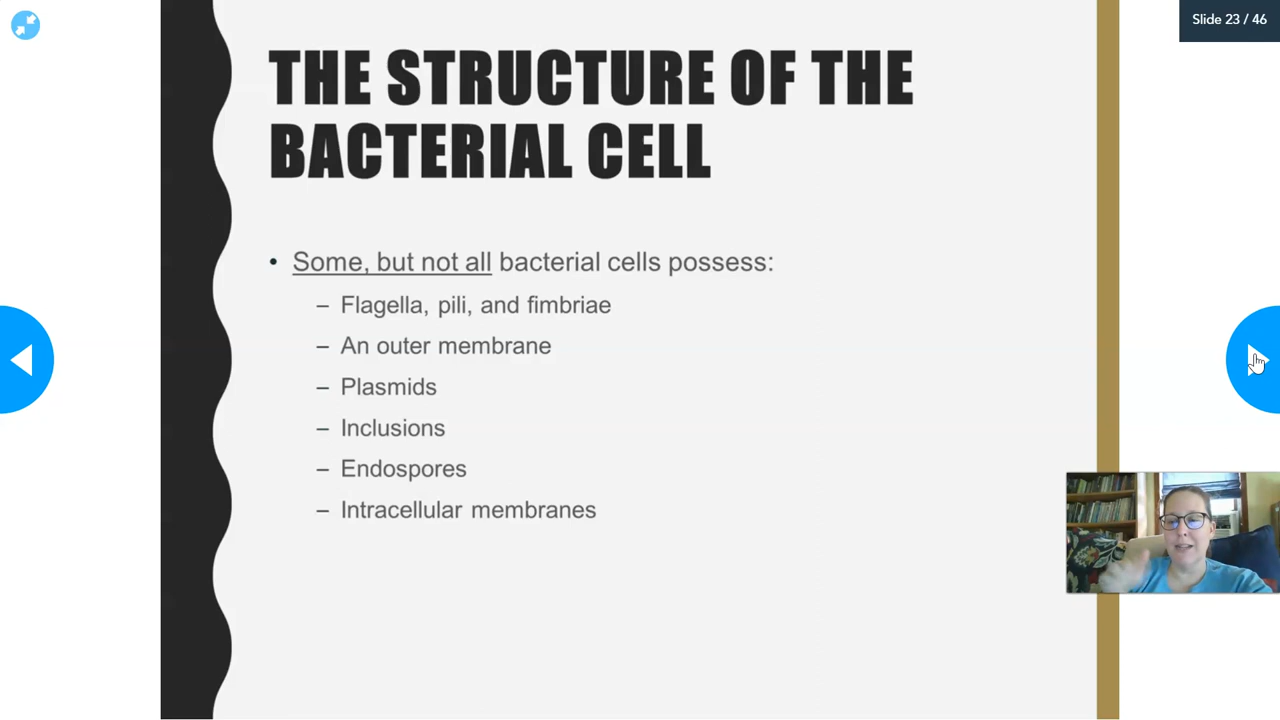 Slide 23 / 46
THE STRUCTURE OF THE
BACTERIAL CELL
• Some, but not all bacterial cells possess:
– Flagella, pili, and fimbriae
– An outer membrane
– Plasmids
– Inclusions
– Endospores
– Intracellular membranes